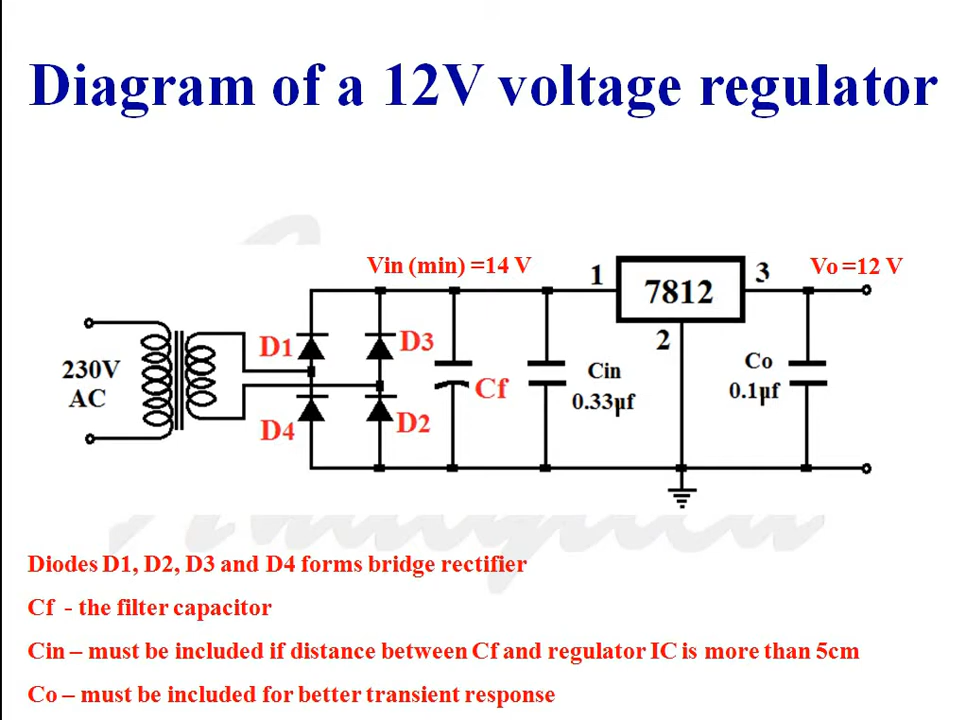 Diagram of a 12V voltage regulator
Vin (min) =14 V
1
7812
3
Vo =12 V
2
D1
D3
230V
AC
Cf
Cin
0.33µf
Co
0.1µf
D4
D2
Diodes D1, D2, D3 and D4 forms bridge rectifier
Cf - the filter capacitor
Cin – must be included if distance between Cf and regulator IC is more than 5cm
Co – must be included for better transient response